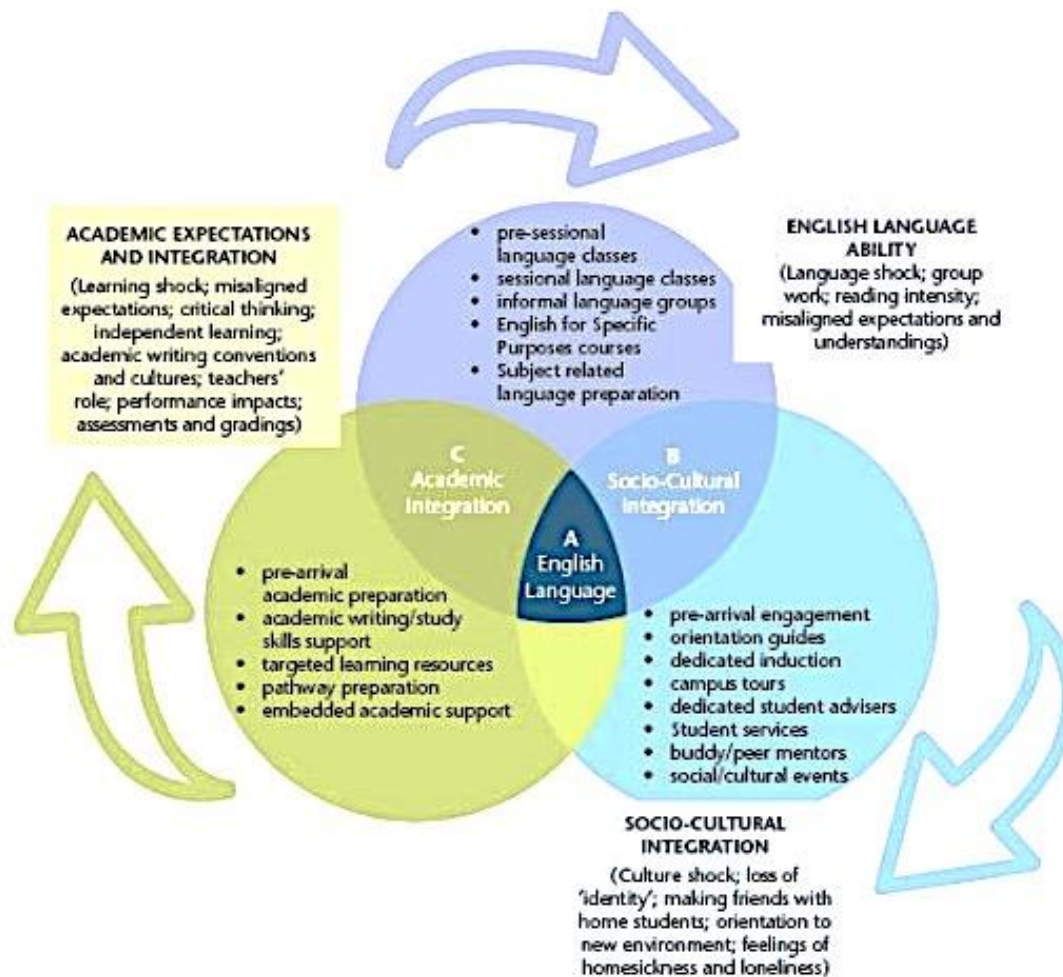 ACADEMIC EXPECTATIONS
AND INTEGRATION
(Learning shock; misaligned
expectations; critical thinking;
independent learning;
academic writing conventions
and cultures; teachers'
role; performance impacts;
assessments and gradings)
• pre-sessional
language classes
• sessional language classes
• informal language groups
• English for Specific
Purposes courses
• Subject related
language preparation
ENGLISH LANGUAGE
ABILITY
(Language shock; group
work; reading intensity;
misaligned expectations and
understandings)
C
Academic
Integration
B
Socio-Cultural
Integration
A
English
Language
• pre-arrival
academic preparation
• academic writing/study
skills support
• targeted learning resources
• pathway preparation
• embedded academic support
• pre-arrival engagement
• orientation guides
• dedicated induction
• campus tours
• dedicated student advisers
• Student services
• buddy/peer mentors
• social/cultural events
SOCIO-CULTURAL
INTEGRATION
(Culture shock; loss of
'identity'; making friends with
home students; orientation to
new environment; feelings of
homesickness and loneliness)